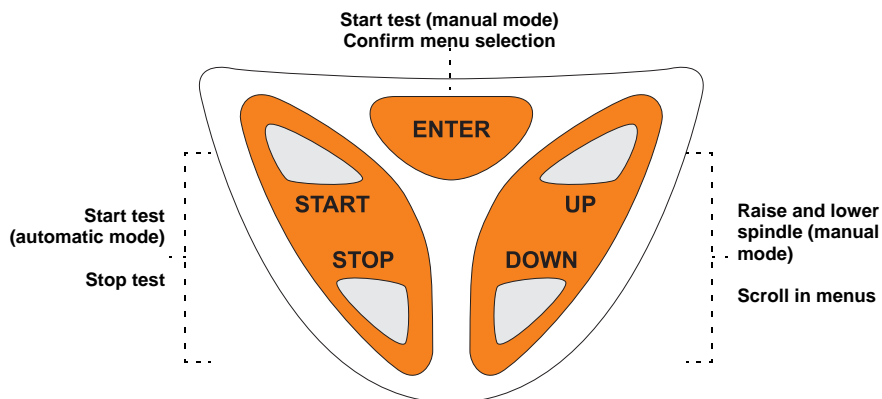 Start test (manual mode)
Confirm menu selection
ENTER
START
UP
STOP
DOWN
Start test
(automatic mode)
Stop test
Raise and lower
spindle (manual
mode)
Scroll in menus